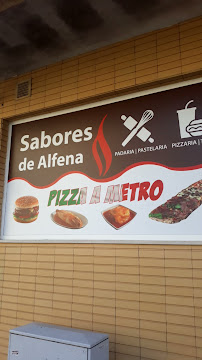 Sabores
de Alfena
PADARIA | PASTELARIA
PIZZARIA |
PIZZA A METRO